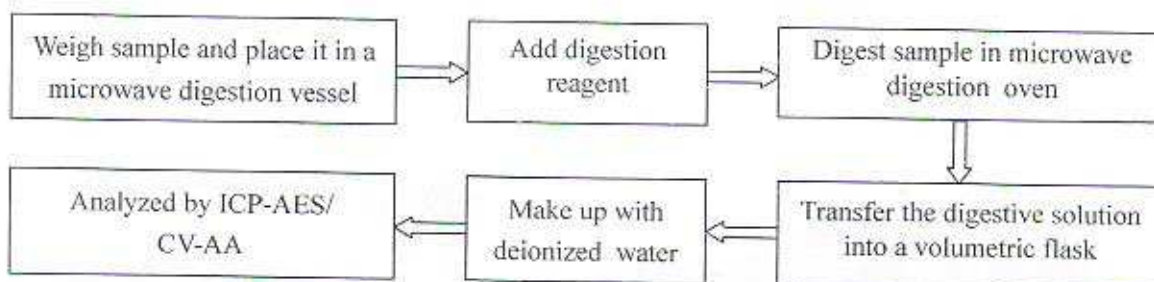 Weigh sample and place it in a
microwave digestion vessel
Add digestion
reagent
Digest sample in microwave
digestion oven
Transfer the digestive solution
into a volumetric flask
Make up with
deionized water
Analyzed by ICP-AES/
CV-AA